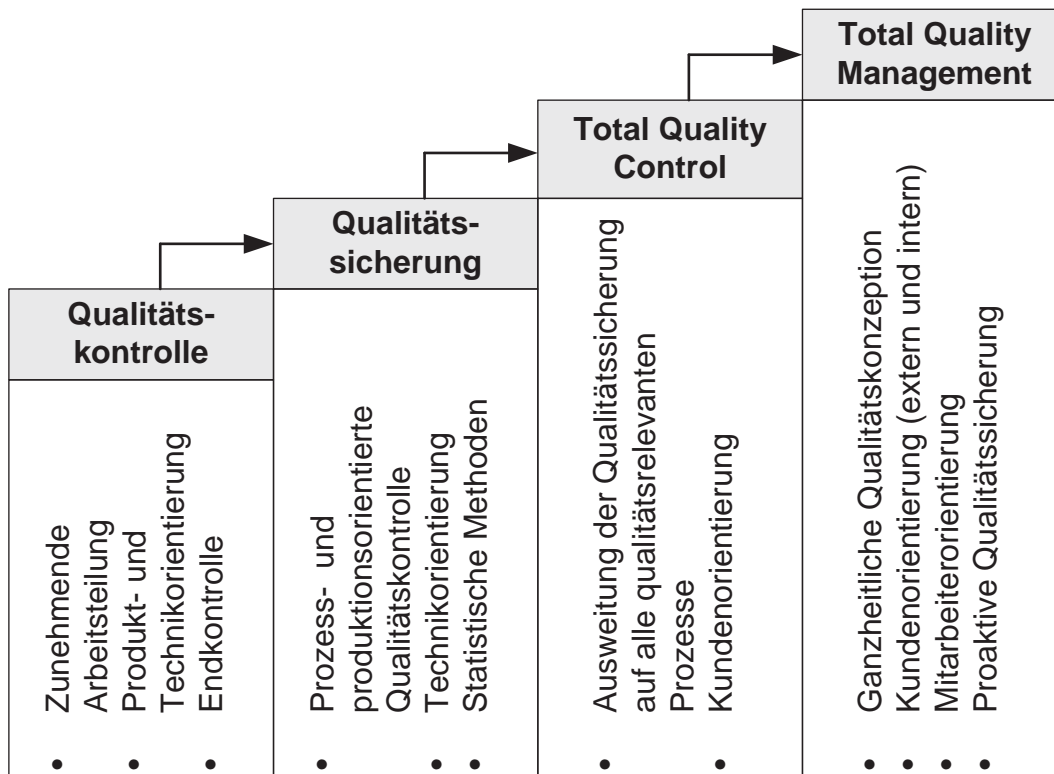 Qualitäts-
kontrolle
• Zunehmende
Arbeitsteilung
• Produkt- und
Technikorientierung
• Endkontrolle
Qualitäts-
sicherung
• Prozess- und
produktionsorientierte
Qualitätskontrolle
• Technikorientierung
• Statistische Methoden
Total Quality
Control
• Ausweitung der Qualitätssicherung
auf alle qualitätsrelevanten
Prozesse
• Kundenorientierung
Total Quality
Management
• Ganzheitliche Qualitätskonzeption
• Kundenorientierung (extern und intern)
• Mitarbeiterorientierung
• Proaktive Qualitätssicherung